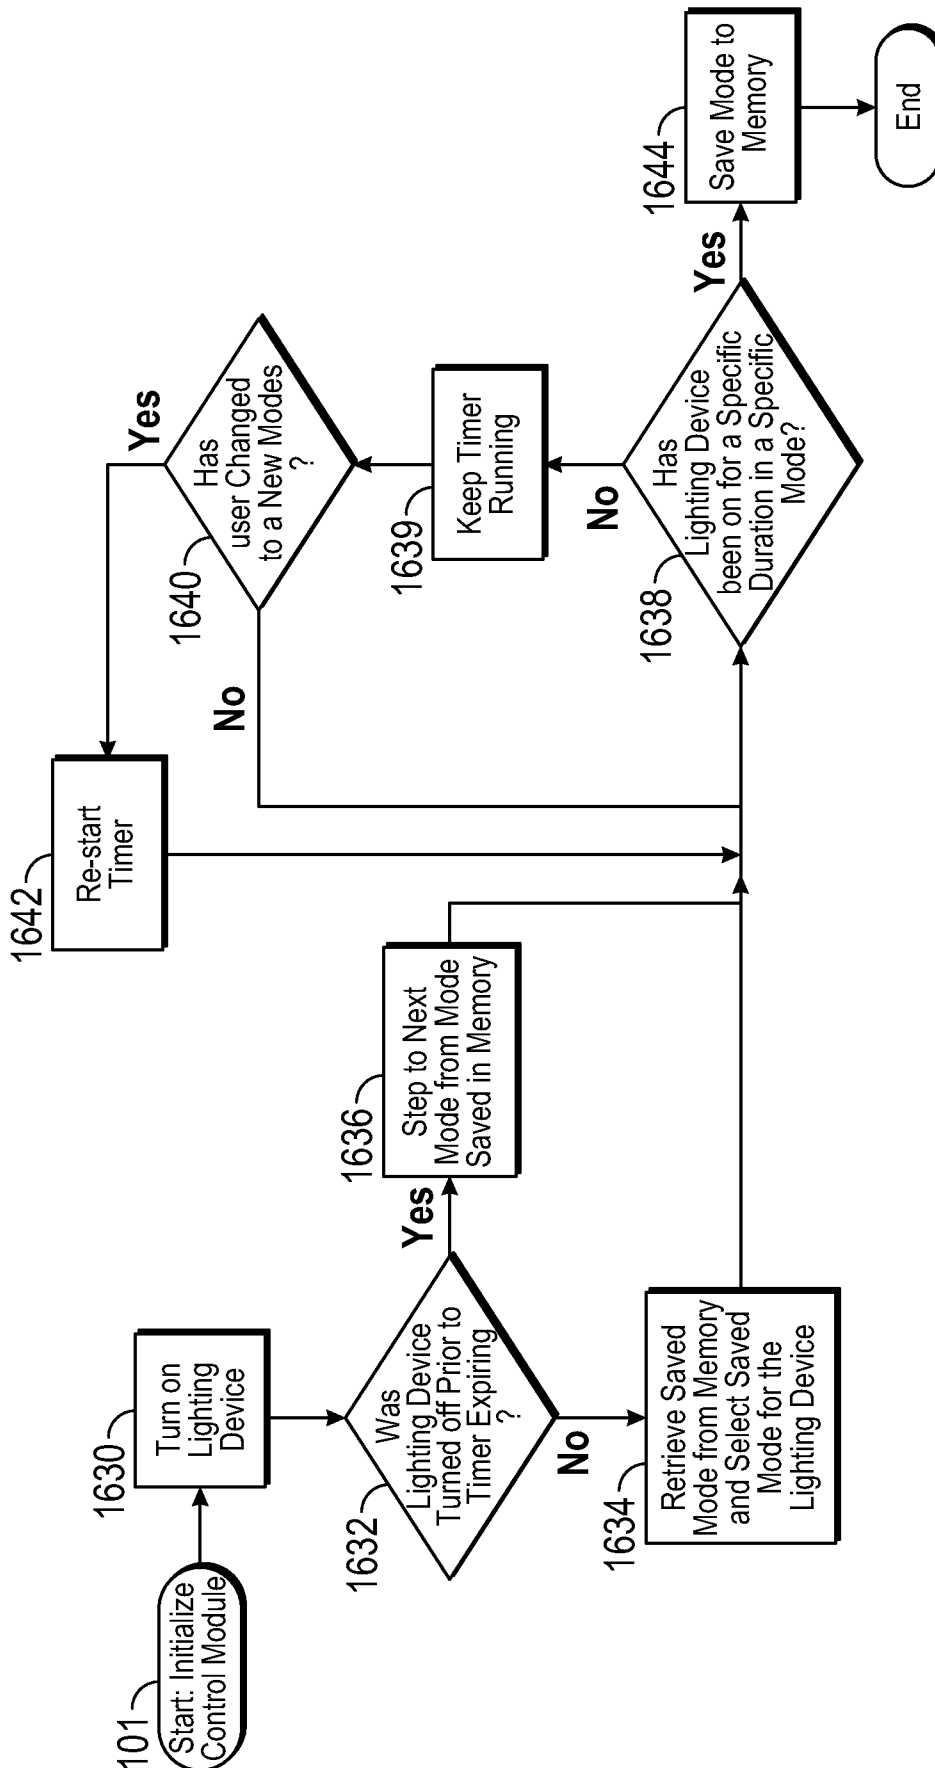 101
Start: Initialize
Control Module
1630
Turn on
Lighting
Device
1632
Was
Lighting Device
Turned off Prior to
Timer Expiring
?
Yes
No
1634
Retrieve Saved
Mode from Memory
and Select Saved
Mode for the
Lighting Device
1636
Step to Next
Mode from Mode
Saved in Memory
1642
Re-start
Timer
No
1640
Has
user Changed
to a New Modes
?
Yes
1639
Keep Timer
Running
No
1638
Has
Lighting Device
been on for a Specific
Duration in a Specific
Mode?
Yes
1644
Save Mode to
Memory
End